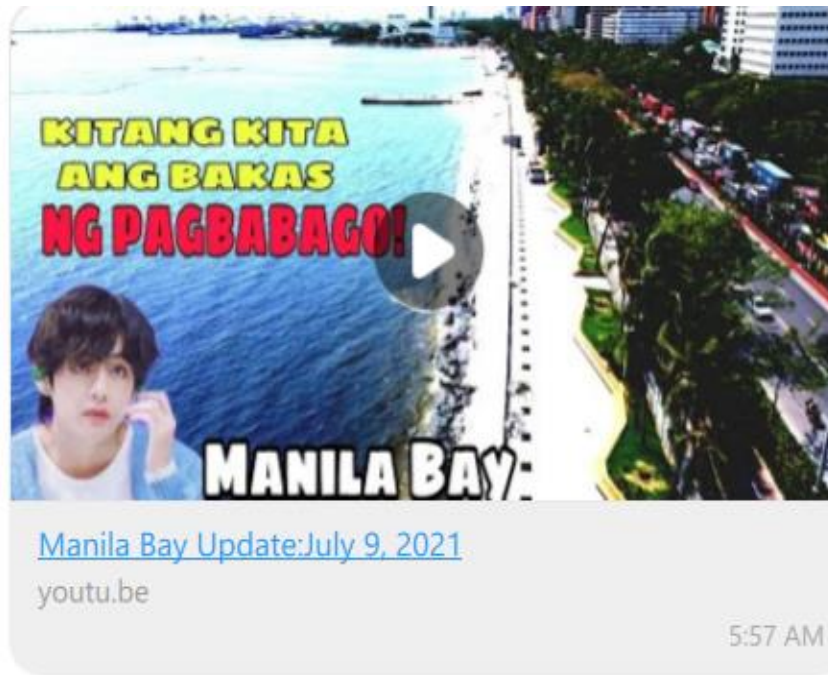 KITANG KITA
ANG BAKAS
NG PAGBABAGO!
MANILA BAY
Manila Bay Update:July 9, 2021
youtu.be
5:57 AM